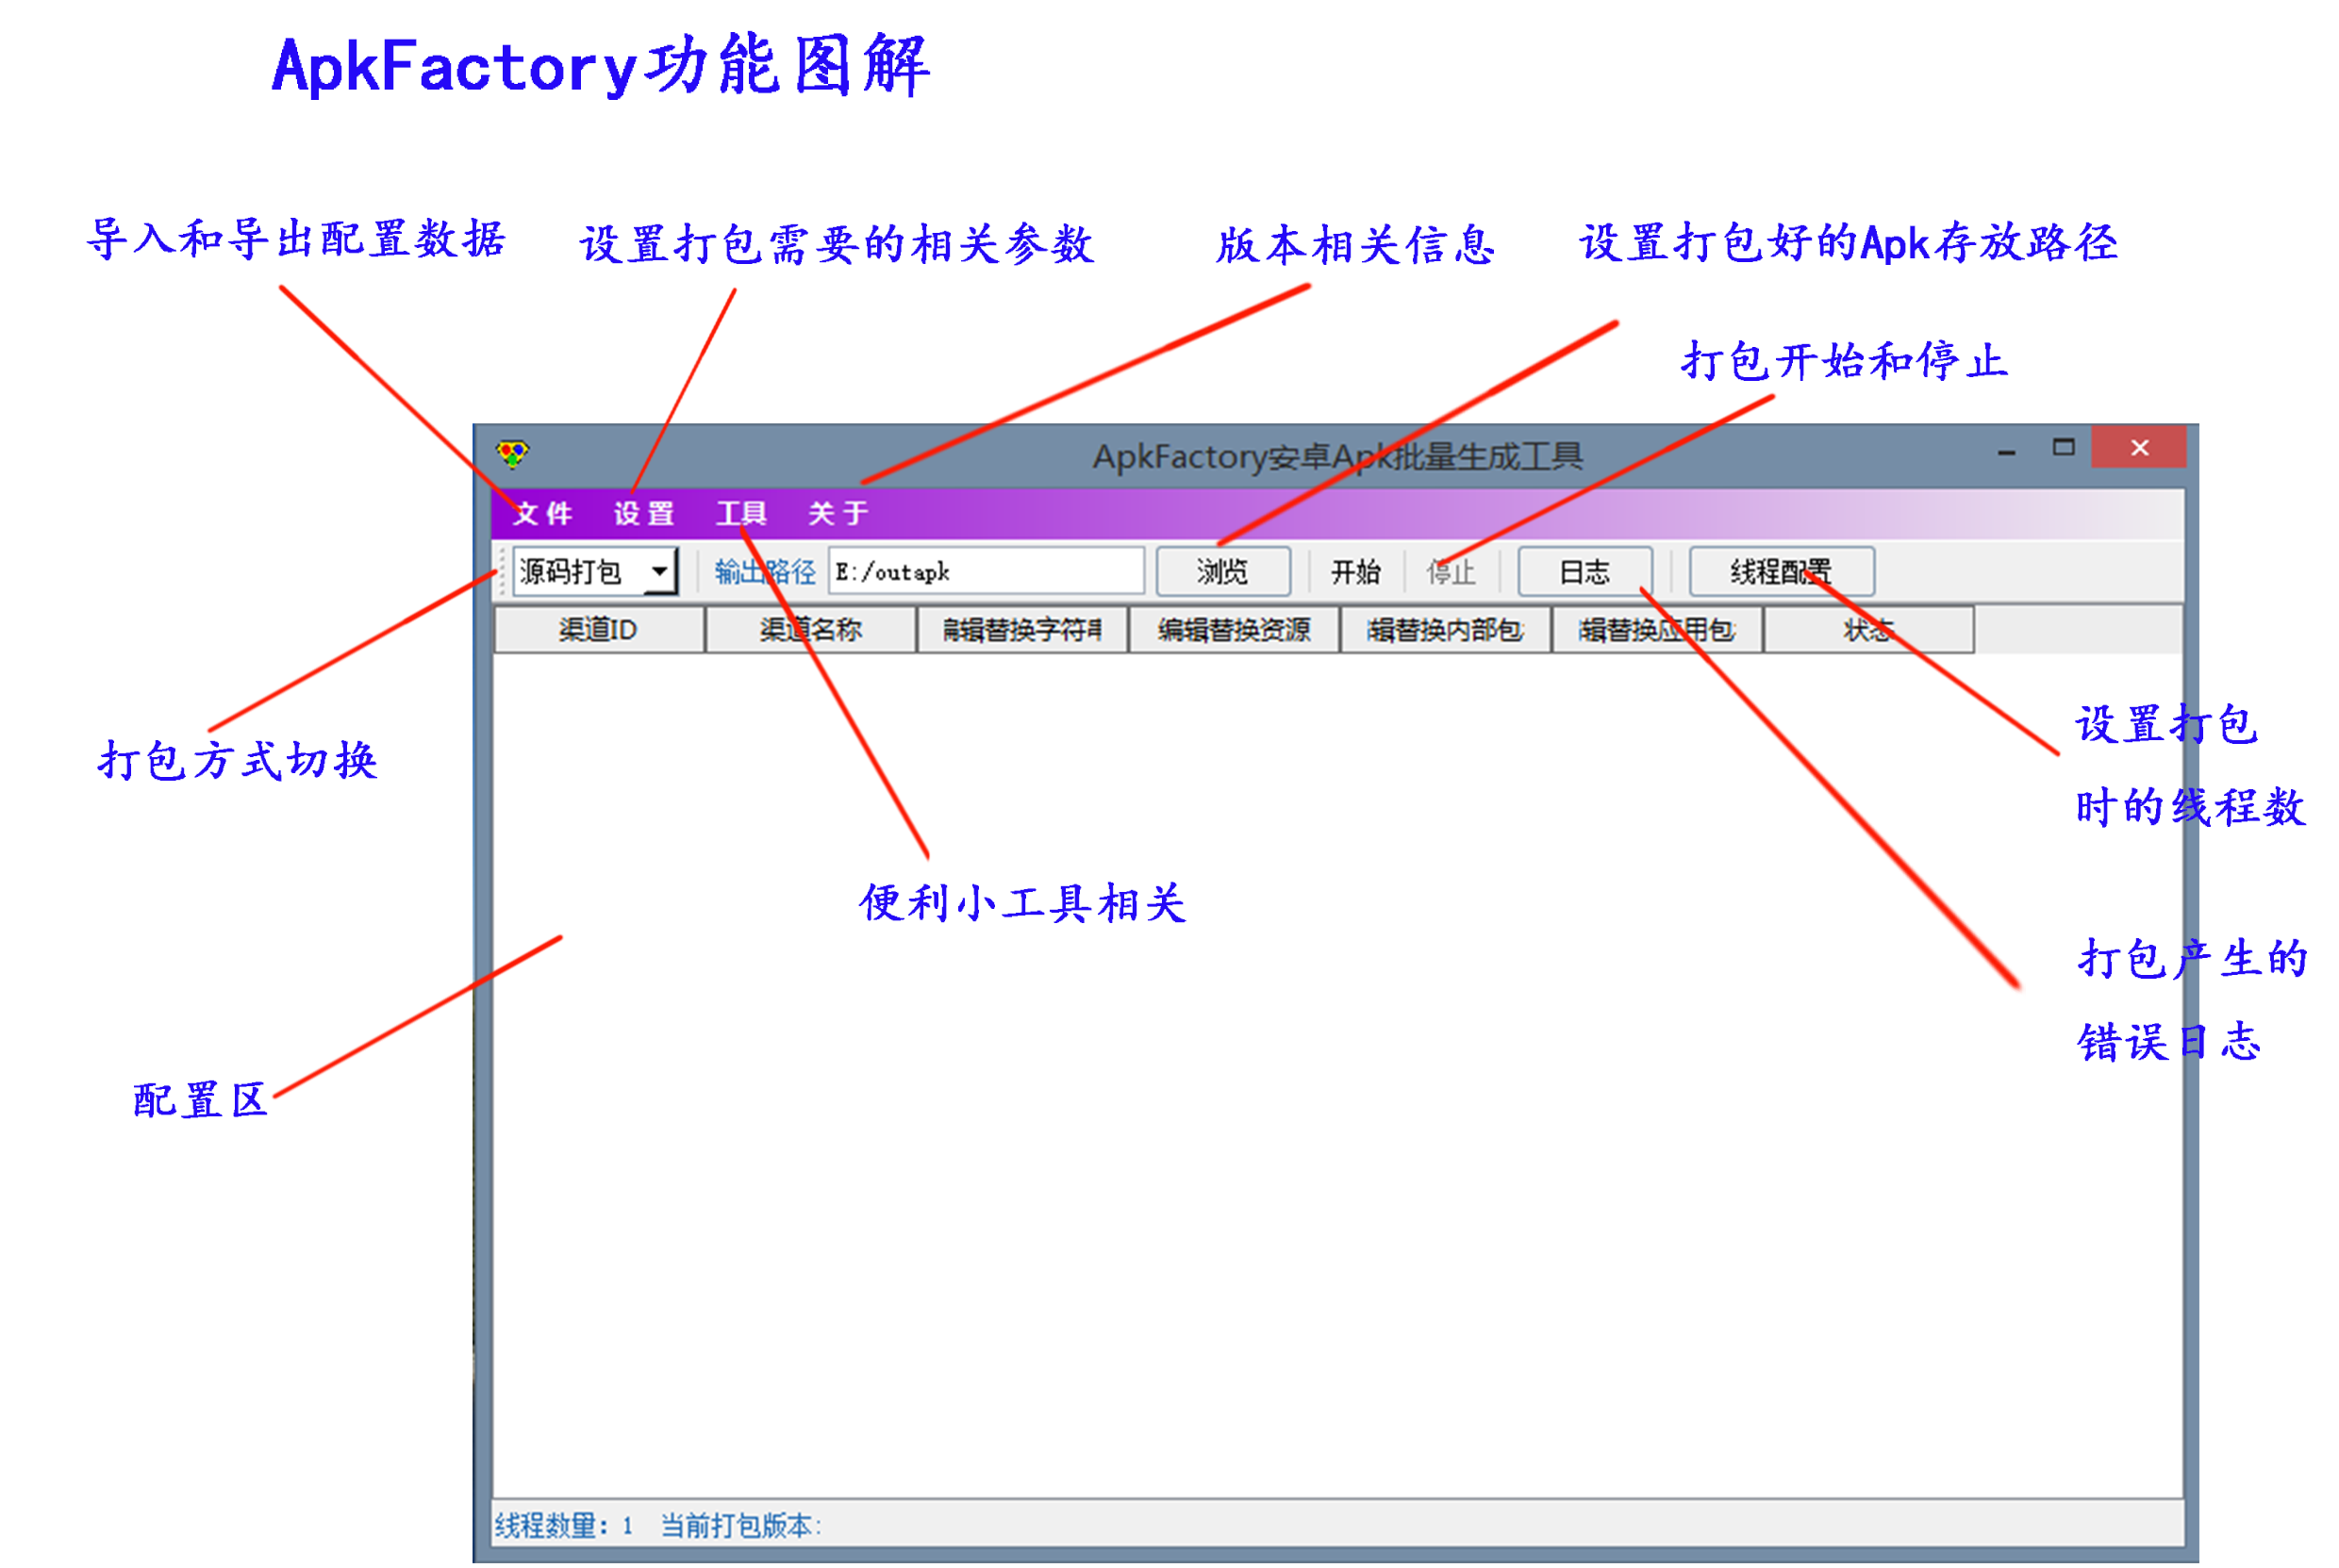 ApkFactory功能图解
导入和导出配置数据
设置打包需要的相关参数
版本相关信息
设置打包好的Apk存放路径
打包开始和停止
ApkFactory安卓Apk批量生成工具
文件 设置 工具 关于
源码打包 输出路径 E:/outapk 浏览 开始 停止 日志 线程配置
渠道ID 渠道名称 编辑替换字符串 编辑替换资源 辑替换内部包 辑替换应用包 状态
设置打包
时的线程数
打包方式切换
便利小工具相关
打包产生的
错误日志
配置区
线程数量: 1 当前打包版本: